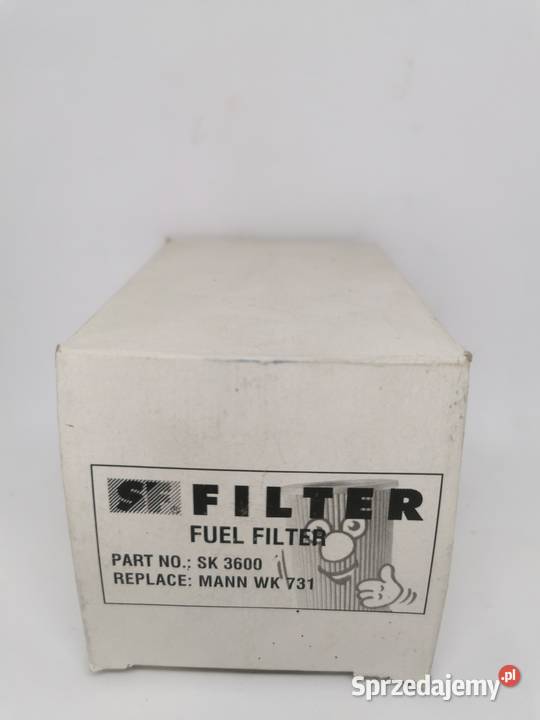 SF FILTER
FUEL FILTER
PART NO.: SK 3600
REPLACE: MANN WK 731
Sprzedajemy.pl